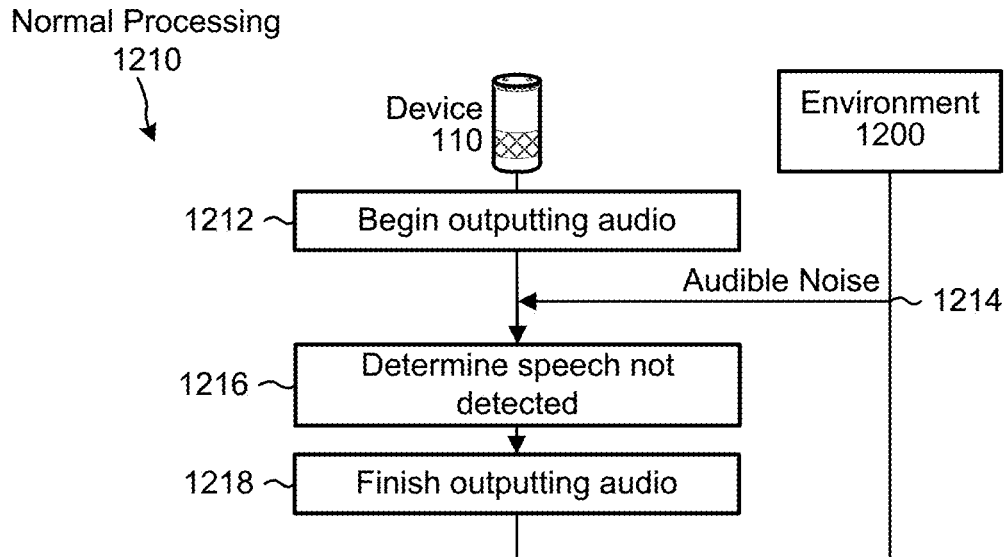 Normal Processing
1210
Device
110
Environment
1200
1212
Begin outputting audio
Audible Noise
1214
1216
Determine speech not
detected
1218
Finish outputting audio